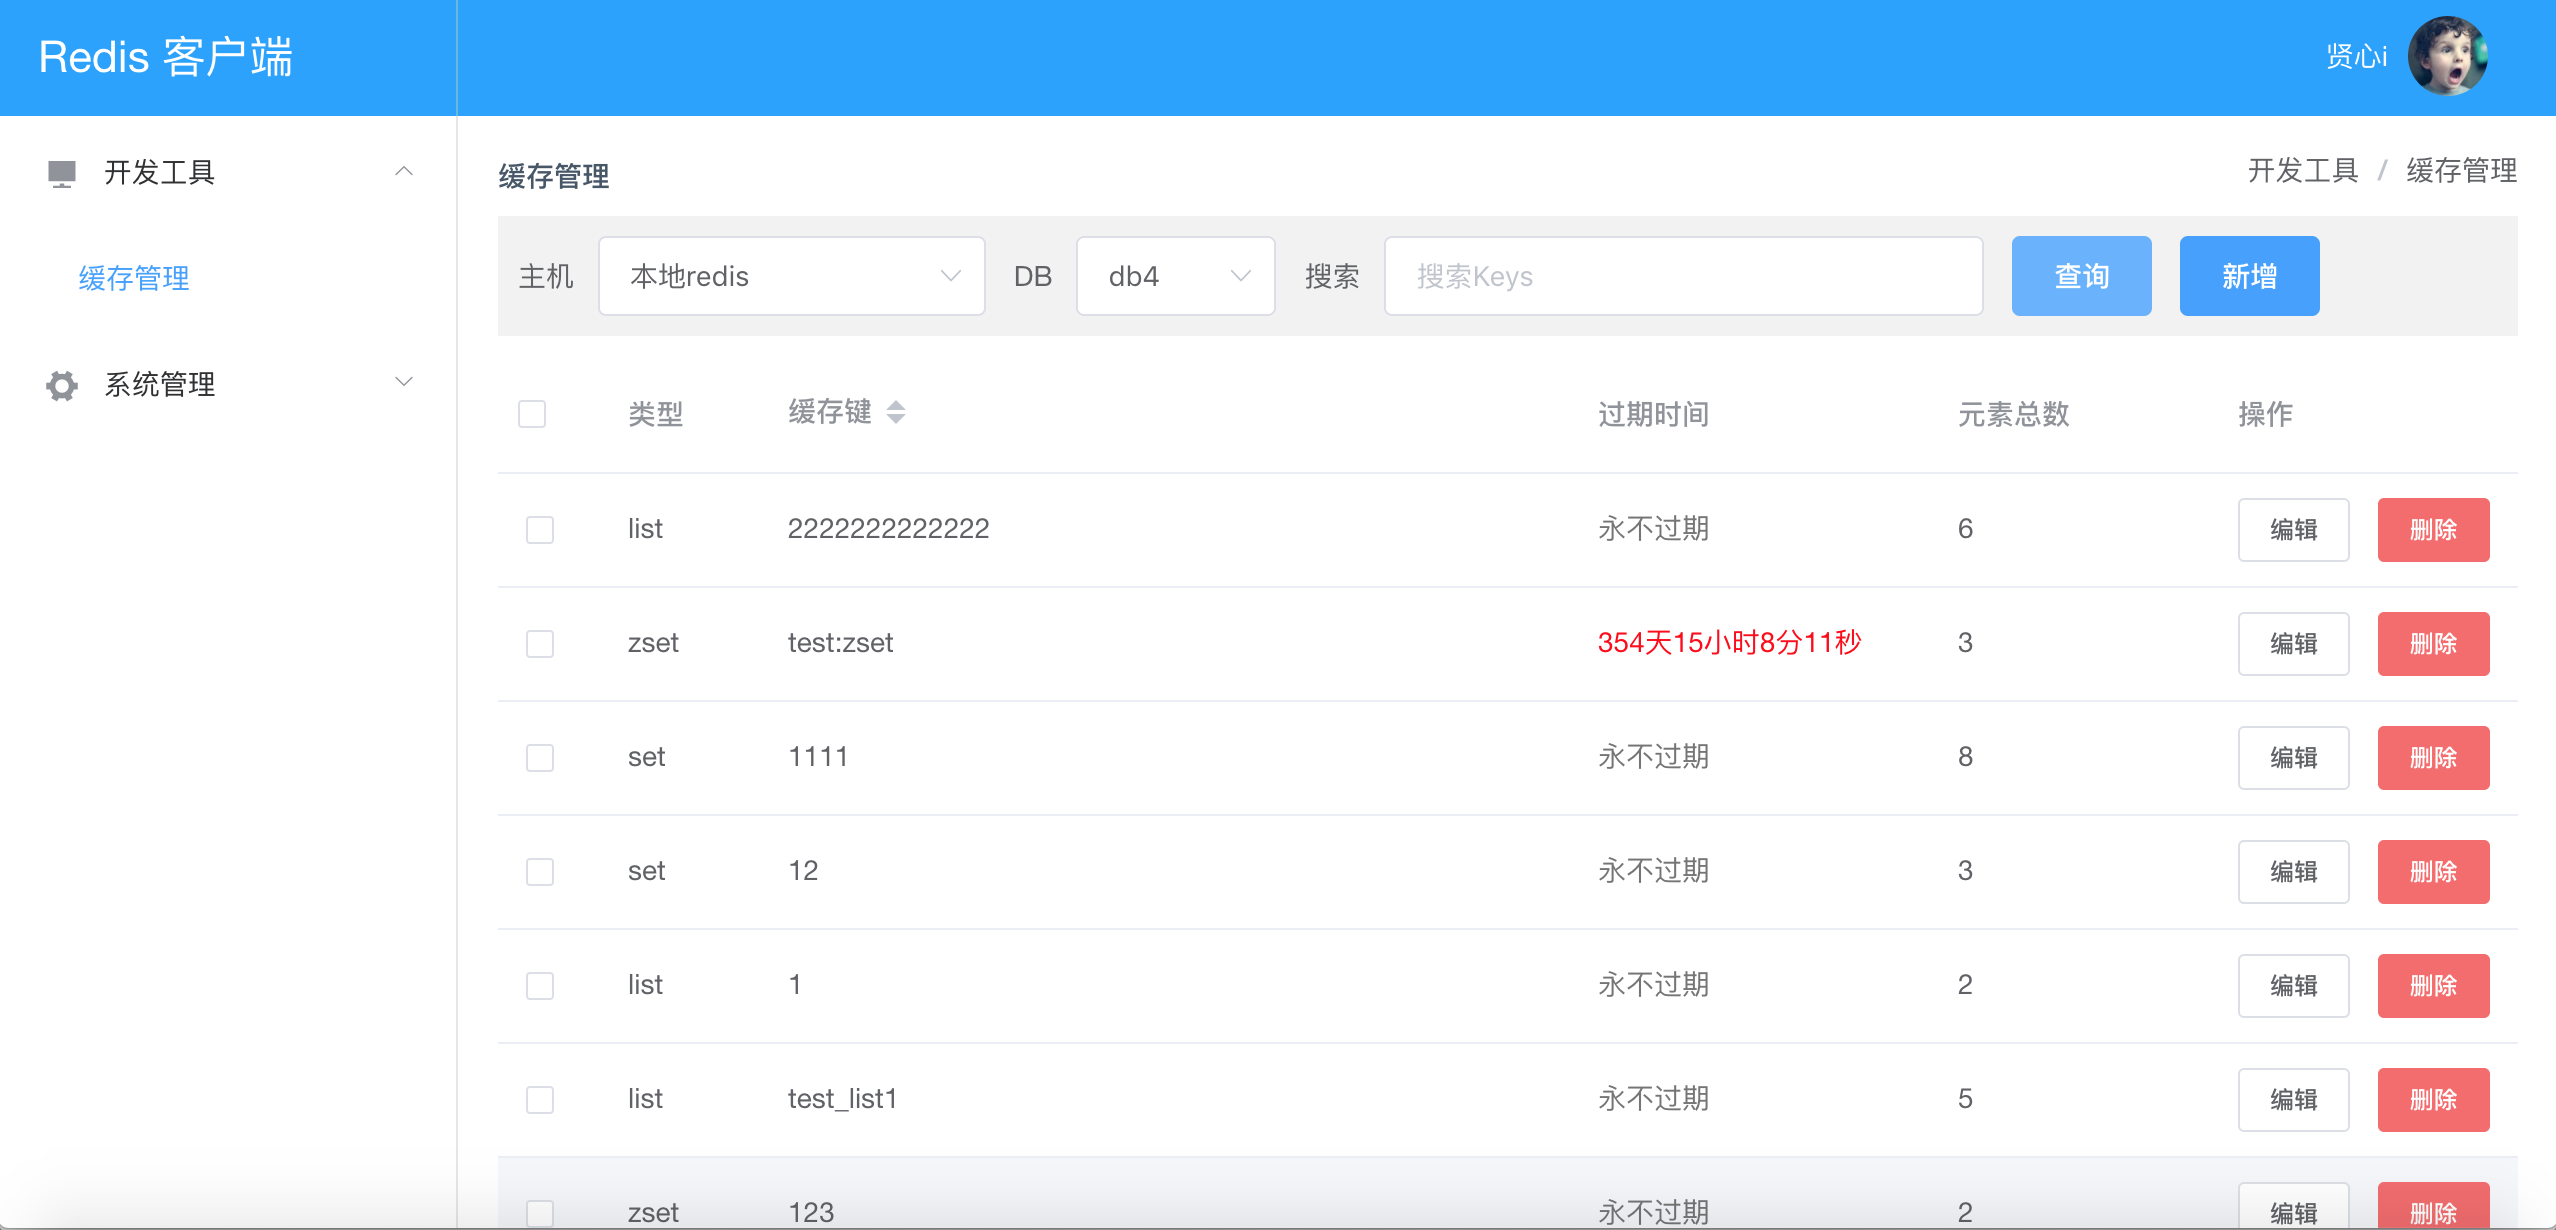 Redis 客户端
贤心i
开发工具
缓存管理
系统管理
缓存管理
开发工具 / 缓存管理
主机 本地redis DB db4 搜索 搜索Keys 查询 新增
类型 缓存键 过期时间 元素总数 操作
list 2222222222222 永不过期 6 编辑 删除
zset test:zset 354天15小时8分11秒 3 编辑 删除
set 1111 永不过期 8 编辑 删除
set 12 永不过期 3 编辑 删除
list 1 永不过期 2 编辑 删除
list test_list1 永不过期 5 编辑 删除
zset 123 永不过期 2 编辑 删除